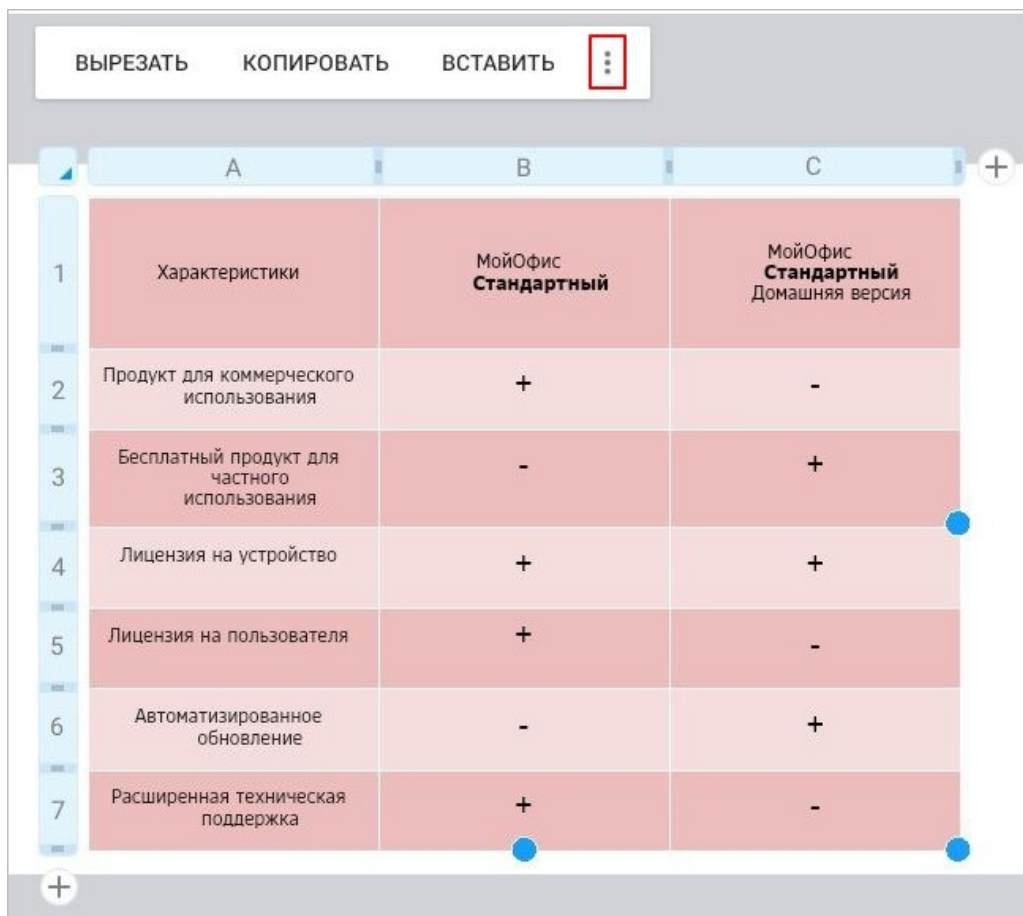 ВЫРЕЗАТЬ КОПИРОВАТЬ ВСТАВИТЬ
A B C
1 Характеристики МойОфис Стандартный МойОфис Стандартный Домашняя версия
2 Продукт для коммерческого использования + -
3 Бесплатный продукт для частного использования - +
4 Лицензия на устройство + +
5 Лицензия на пользователя + -
6 Автоматизированное обновление - +
7 Расширенная техническая поддержка + -